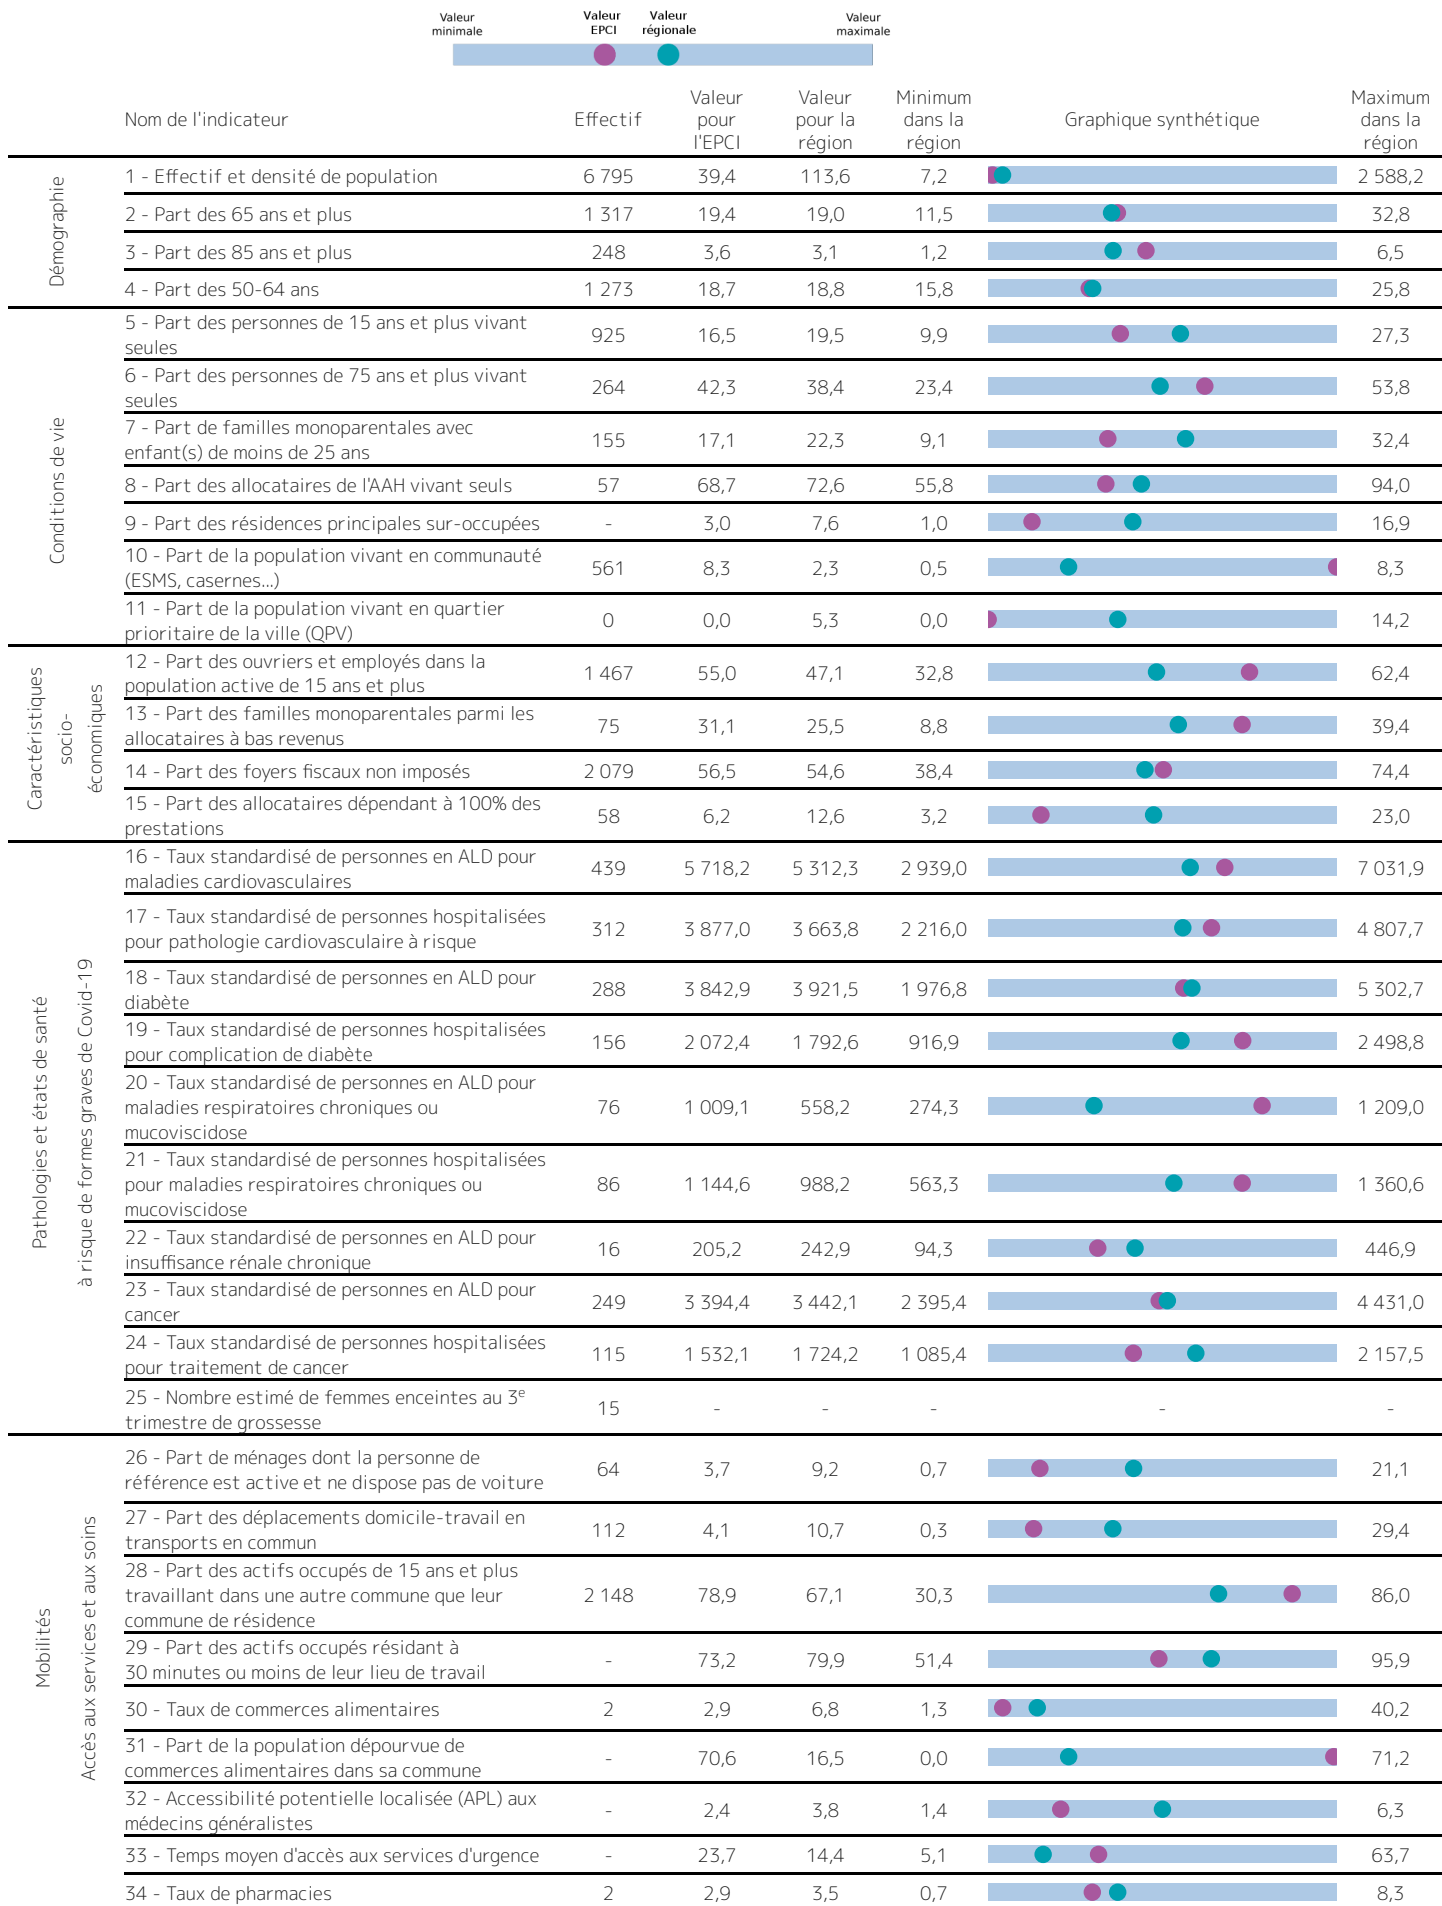 Valeur minimale
Valeur EPCI
Valeur régionale
Valeur maximale
Nom de l'indicateur
Effectif
Valeur pour l'EPCI
Valeur pour la région
Minimum dans la région
Graphique synthétique
Maximum dans la région
Démographie
1 - Effectif et densité de population 6 795 39,4 113,6 7,2 2 588,2
2 - Part des 65 ans et plus 1 317 19,4 19,0 11,5 32,8
3 - Part des 85 ans et plus 248 3,6 3,1 1,2 6,5
4 - Part des 50-64 ans 1 273 18,7 18,8 15,8 25,8
Conditions de vie
5 - Part des personnes de 15 ans et plus vivant
seules 925 16,5 19,5 9,9 27,3
6 - Part des personnes de 75 ans et plus vivant
seules 264 42,3 38,4 23,4 53,8
7 - Part de familles monoparentales avec
enfant(s) de moins de 25 ans 155 17,1 22,3 9,1 32,4
8 - Part des allocataires de l'AAH vivant seuls 57 68,7 72,6 55,8 94,0
9 - Part des résidences principales sur-occupées - 3,0 7,6 1,0 16,9
10 - Part de la population vivant en communauté
(ESMS, casernes...) 561 8,3 2,3 0,5 8,3
11 - Part de la population vivant en quartier
prioritaire de la ville (QPV) 0 0,0 5,3 0,0 14,2
Caractéristiques
socio-
économiques
12 - Part des ouvriers et employés dans la
population active de 15 ans et plus 1 467 55,0 47,1 32,8 62,4
13 - Part des familles monoparentales parmi les
allocataires à bas revenus 75 31,1 25,5 8,8 39,4
14 - Part des foyers fiscaux non imposés 2 079 56,5 54,6 38,4 74,4
15 - Part des allocataires dépendant à 100% des
prestations 58 6,2 12,6 3,2 23,0
Pathologies et états de santé
à risque de formes graves de Covid-19
16 - Taux standardisé de personnes en ALD pour
maladies cardiovasculaires 439 5 718,2 5 312,3 2 939,0 7 031,9
17 - Taux standardisé de personnes hospitalisées
pour pathologie cardiovasculaire à risque 312 3 877,0 3 663,8 2 216,0 4 807,7
18 - Taux standardisé de personnes en ALD pour
diabète 288 3 842,9 3 921,5 1 976,8 5 302,7
19 - Taux standardisé de personnes hospitalisées
pour complication de diabète 156 2 072,4 1 792,6 916,9 2 498,8
20 - Taux standardisé de personnes en ALD pour
maladies respiratoires chroniques ou
mucoviscidose 76 1 009,1 558,2 274,3 1 209,0
21 - Taux standardisé de personnes hospitalisées
pour maladies respiratoires chroniques ou
mucoviscidose 86 1 144,6 988,2 563,3 1 360,6
22 - Taux standardisé de personnes en ALD pour
insuffisance rénale chronique 16 205,2 242,9 94,3 446,9
23 - Taux standardisé de personnes en ALD pour
cancer 249 3 394,4 3 442,1 2 395,4 4 431,0
24 - Taux standardisé de personnes hospitalisées
pour traitement de cancer 115 1 532,1 1 724,2 1 085,4 2 157,5
25 - Nombre estimé de femmes enceintes au 3e
trimestre de grossesse 15 - - - - -
Mobilités
Accès aux services et aux soins
26 - Part de ménages dont la personne de
référence est active et ne dispose pas de voiture 64 3,7 9,2 0,7 21,1
27 - Part des déplacements domicile-travail en
transports en commun 112 4,1 10,7 0,3 29,4
28 - Part des actifs occupés de 15 ans et plus
travaillant dans une autre commune que leur
commune de résidence 2 148 78,9 67,1 30,3 86,0
29 - Part des actifs occupés résidant à
30 minutes ou moins de leur lieu de travail - 73,2 79,9 51,4 95,9
30 - Taux de commerces alimentaires 2 2,9 6,8 1,3 40,2
31 - Part de la population dépourvue de
commerces alimentaires dans sa commune - 70,6 16,5 0,0 71,2
32 - Accessibilité potentielle localisée (APL) aux
médecins généralistes - 2,4 3,8 1,4 6,3
33 - Temps moyen d'accès aux services d'urgence - 23,7 14,4 5,1 63,7
34 - Taux de pharmacies 2 2,9 3,5 0,7 8,3